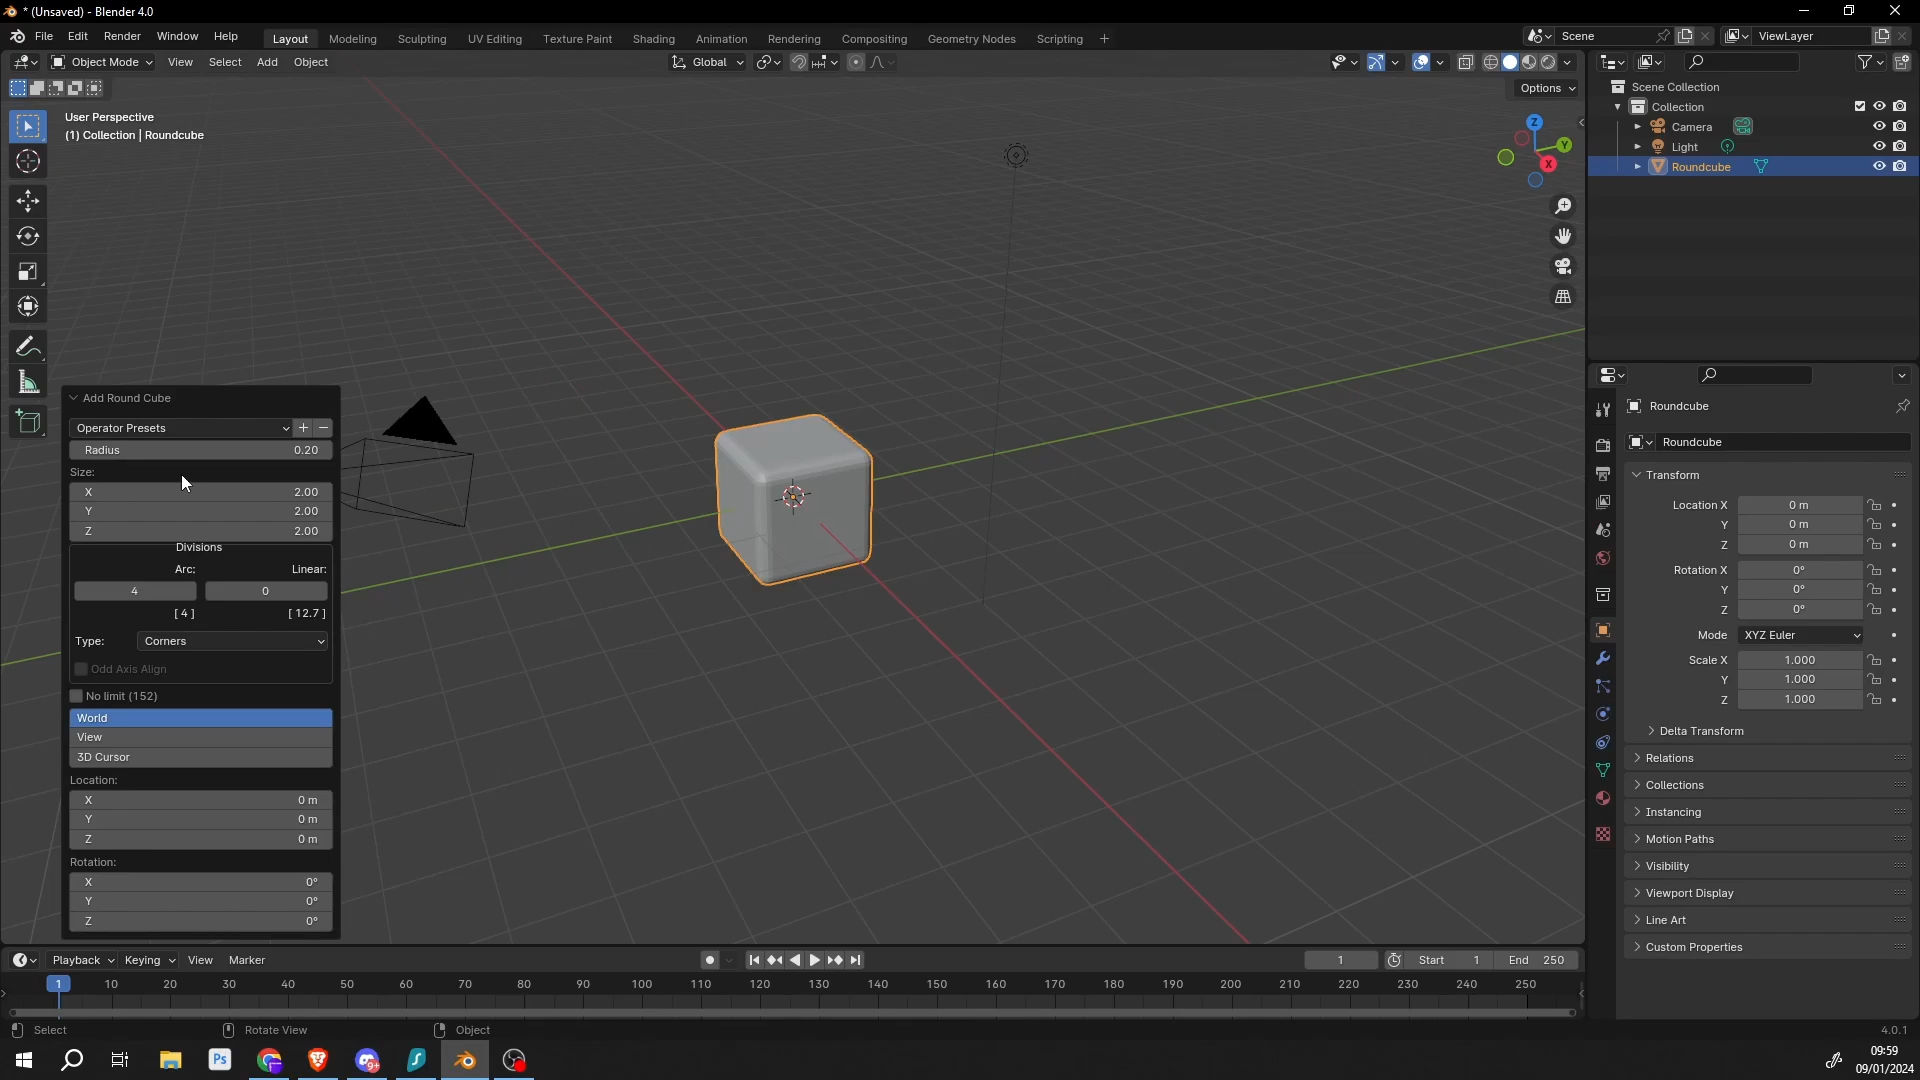 * (Unsaved) - Blender 4.0
File Edit Render Window Help
Layout Modeling Sculpting UV Editing Texture Paint Shading Animation Rendering Compositing Geometry Nodes Scripting +
Scene
ViewLayer
Object Mode View Select Add Object
Global
Options
User Perspective
(1) Collection | Roundcube
Z
Y
X
Scene Collection
Collection
Camera
Light
Roundcube
Add Round Cube
Operator Presets
Radius 0.20
Size:
X 2.00
Y 2.00
Z 2.00
Divisions
Arc: Linear:
4 0
[ 4 ] [ 12.7 ]
Type: Corners
Odd Axis Align
No limit (152)
World
View
3D Cursor
Location:
X 0 m
Y 0 m
Z 0 m
Rotation:
X 0°
Y 0°
Z 0°
Roundcube
Roundcube
Transform
Location X 0 m
Y 0 m
Z 0 m
Rotation X 0°
Y 0°
Z 0°
Mode XYZ Euler
Scale X 1.000
Y 1.000
Z 1.000
Delta Transform
Relations
Collections
Instancing
Motion Paths
Visibility
Viewport Display
Line Art
Custom Properties
Playback Keying View Marker
1 Start 1 End 250
1 10 20 30 40 50 60 70 80 90 100 110 120 130 140 150 160 170 180 190 200 210 220 230 240 250
Select Rotate View Object
4.0.1
Ps
9+
09:59
09/01/2024